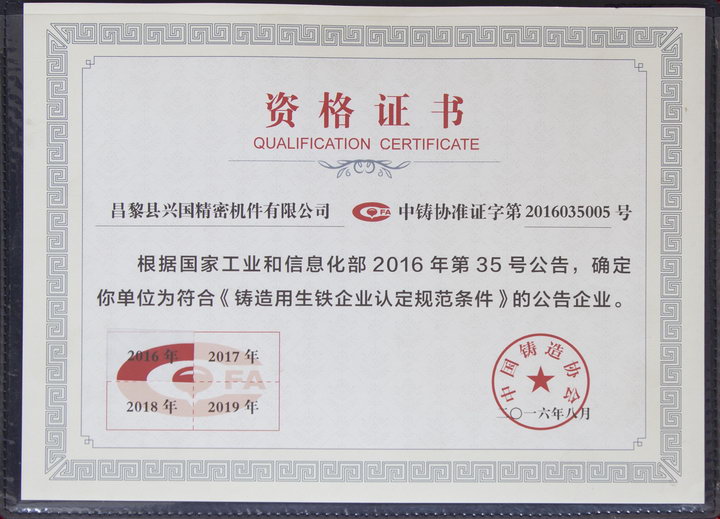 资格证书
QUALIFICATION CERTIFICATE
昌黎县兴国精密机件有限公司 CFA 中铸协准证字第 2016035005 号
根据国家工业和信息化部 2016 年第 35 号公告，确定
你单位为符合《铸造用生铁企业认定规范条件》的公告企业。
2016 年 2017 年
FA
2018 年 2019 年
中国铸造协会
二〇一六年八月